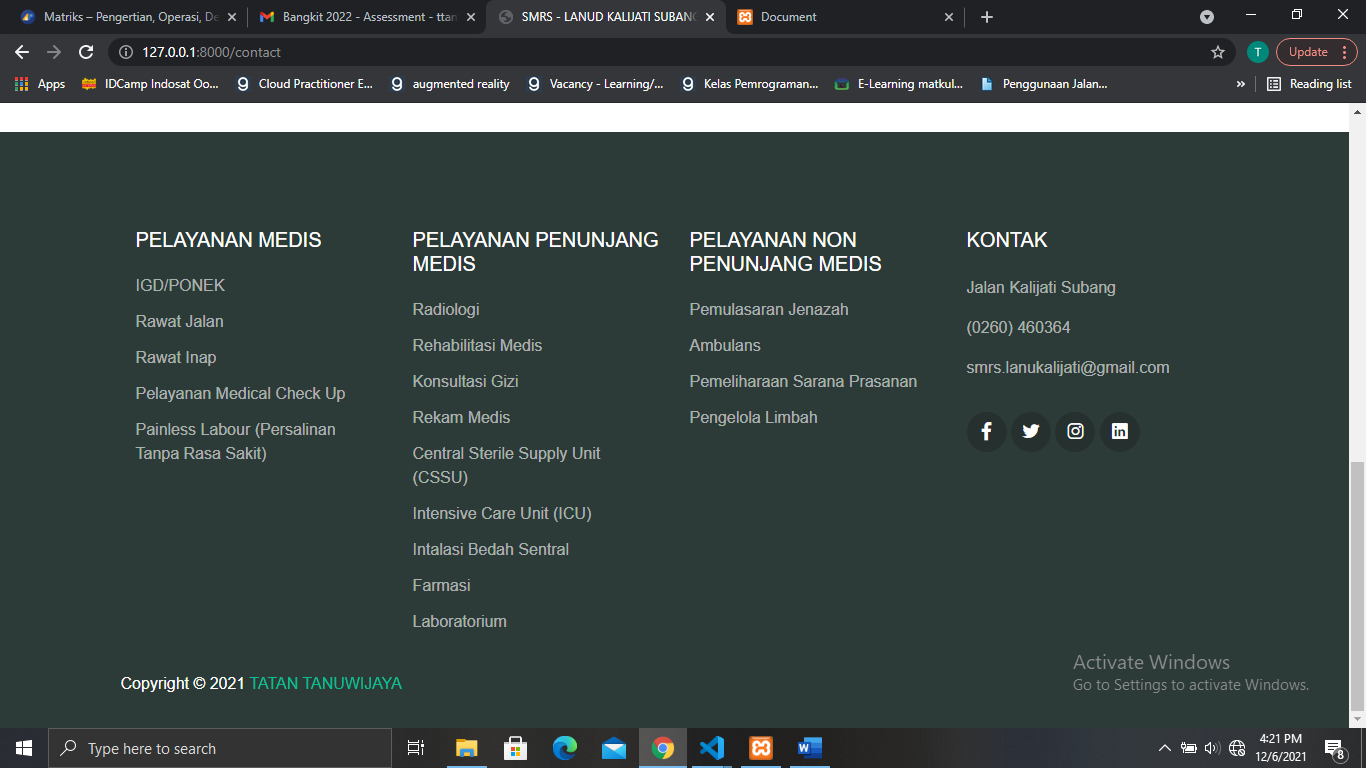 Matriks – Pengertian, Operasi, De
Bangkit 2022 - Assessment - ttan
SMRS - LANUD KALIJATI SUBANG
Document
127.0.0.1:8000/contact
T
Update
Apps
IDCamp Indosat Oo...
Cloud Practitioner E...
augmented reality
Vacancy - Learning/...
Kelas Pemrograman...
E-Learning matkul...
Penggunaan Jalan...
»
Reading list
PELAYANAN MEDIS
IGD/PONEK
Rawat Jalan
Rawat Inap
Pelayanan Medical Check Up
Painless Labour (Persalinan
Tanpa Rasa Sakit)
PELAYANAN PENUNJANG
MEDIS
Radiologi
Rehabilitasi Medis
Konsultasi Gizi
Rekam Medis
Central Sterile Supply Unit
(CSSU)
Intensive Care Unit (ICU)
Intalasi Bedah Sentral
Farmasi
Laboratorium
PELAYANAN NON
PENUNJANG MEDIS
Pemulasaran Jenazah
Ambulans
Pemeliharaan Sarana Prasanan
Pengelola Limbah
KONTAK
Jalan Kalijati Subang
(0260) 460364
smrs.lanukalijati@gmail.com
Copyright © 2021 TATAN TANUWIJAYA
Activate Windows
Go to Settings to activate Windows.
Type here to search
4:21 PM
12/6/2021
8